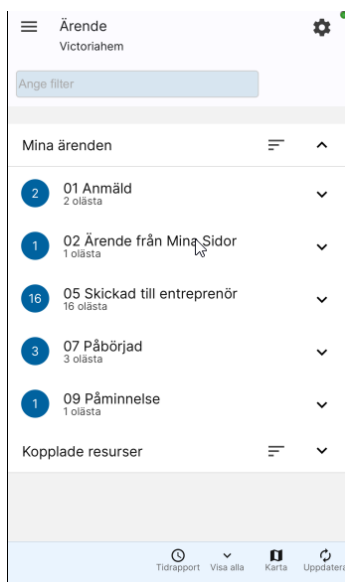 Ärende
Victoriahem
Ange filter
Mina ärenden
2
01 Anmäld
2 olästa
1
02 Ärende från Mina Sidor
1 olästa
16
05 Skickad till entreprenör
16 olästa
3
07 Påbörjad
3 olästa
1
09 Påminnelse
1 olästa
Kopplade resurser
Tidrapport Visa alla Karta Uppdatera